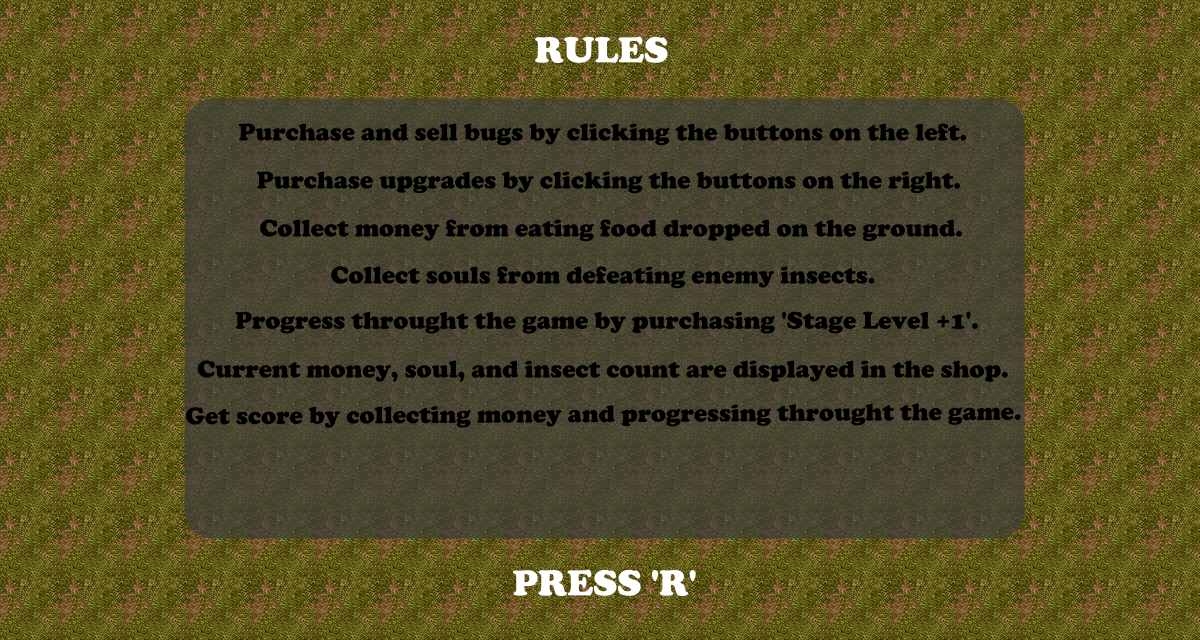 RULES
Purchase and sell bugs by clicking the buttons on the left.
Purchase upgrades by clicking the buttons on the right.
Collect money from eating food dropped on the ground.
Collect souls from defeating enemy insects.
Progress throught the game by purchasing 'Stage Level +1'.
Current money, soul, and insect count are displayed in the shop.
Get score by collecting money and progressing throught the game.
PRESS 'R'